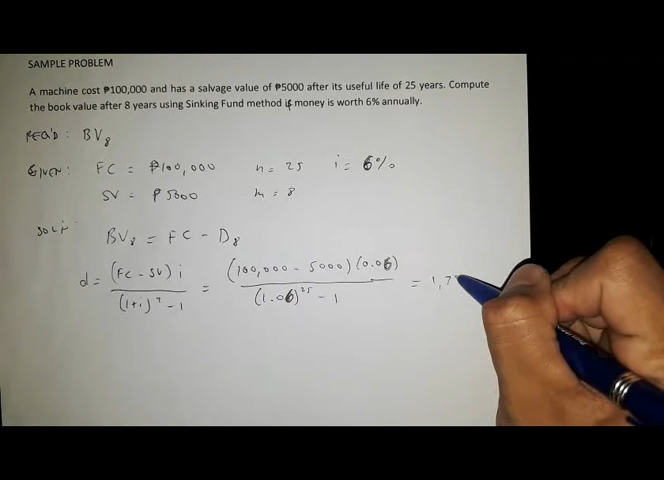 SAMPLE PROBLEM
A machine cost ₱100,000 and has a salvage value of ₱5000 after its useful life of 25 years. Compute
the book value after 8 years using Sinking Fund method if money is worth 6% annually.
REQ'D: BV₈
GIVEN: FC = ₱100,000 n = 25 i = 6%
SV = ₱5000 m = 8
SOL'N:
BV₈ = FC - D₈
d = (FC - SV) i / (1+i)ⁿ - 1 = (100,000 - 5000)(0.06) / (1.06)²⁵ - 1 = 1,7